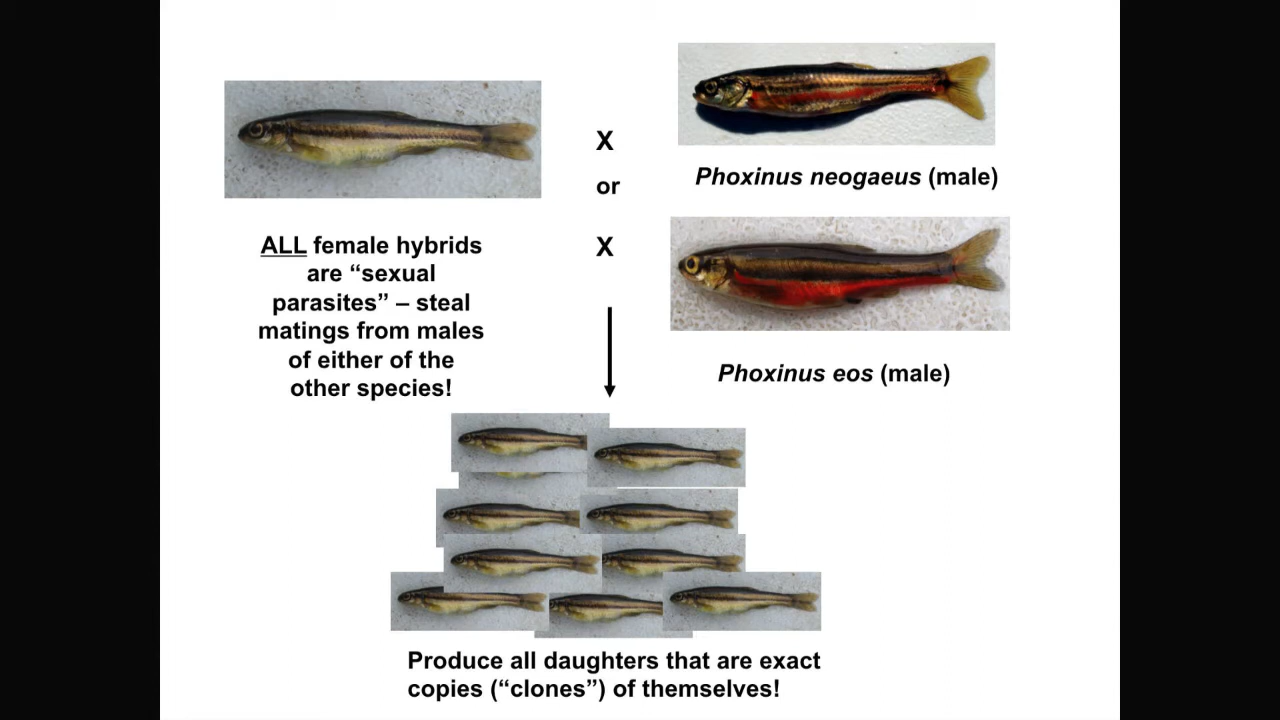 X
or
Phoxinus neogaeus (male)
ALL female hybrids
are “sexual
parasites” – steal
matings from males
of either of the
other species!
X
Phoxinus eos (male)
Produce all daughters that are exact
copies (“clones”) of themselves!